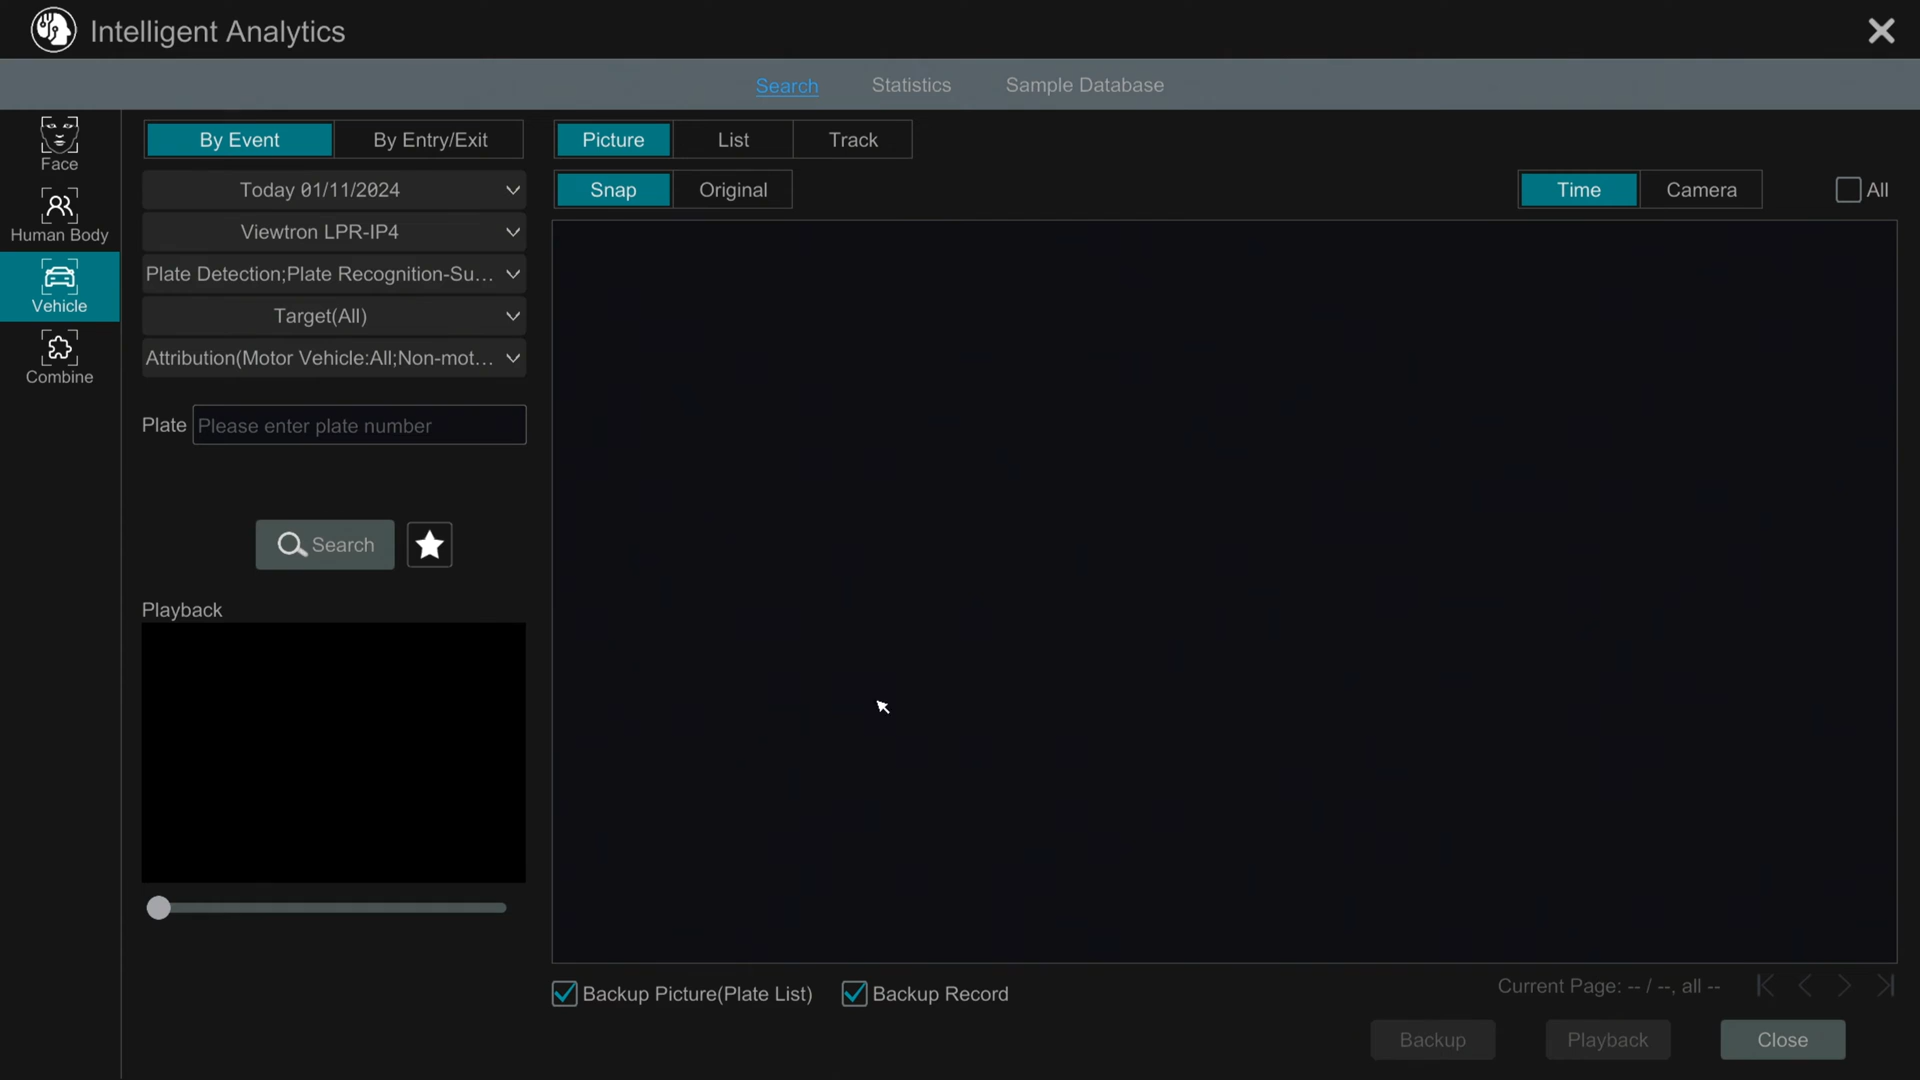 Intelligent Analytics
Search Statistics Sample Database
Face
Human Body
Vehicle
Combine
By Event By Entry/Exit
Today 01/11/2024
Viewtron LPR-IP4
Plate Detection;Plate Recognition-Su...
Target(All)
Attribution(Motor Vehicle:All;Non-mot...
Plate Please enter plate number
Search
Playback
Picture List Track
Snap Original
Time Camera All
Backup Picture(Plate List) Backup Record
Current Page: -- / --, all --
Backup Playback Close